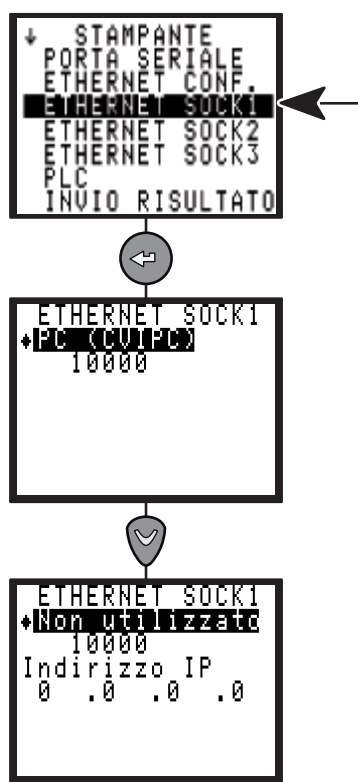 STAMPANTE
PORTA SERIALE
ETHERNET CONF.
ETHERNET SOCK1
ETHERNET SOCK2
ETHERNET SOCK3
PLC
INVIO RISULTATO
ETHERNET SOCK1
PC (CVIPC)
10000
ETHERNET SOCK1
Non utilizzato
10000
Indirizzo IP
0 .0 .0 .0